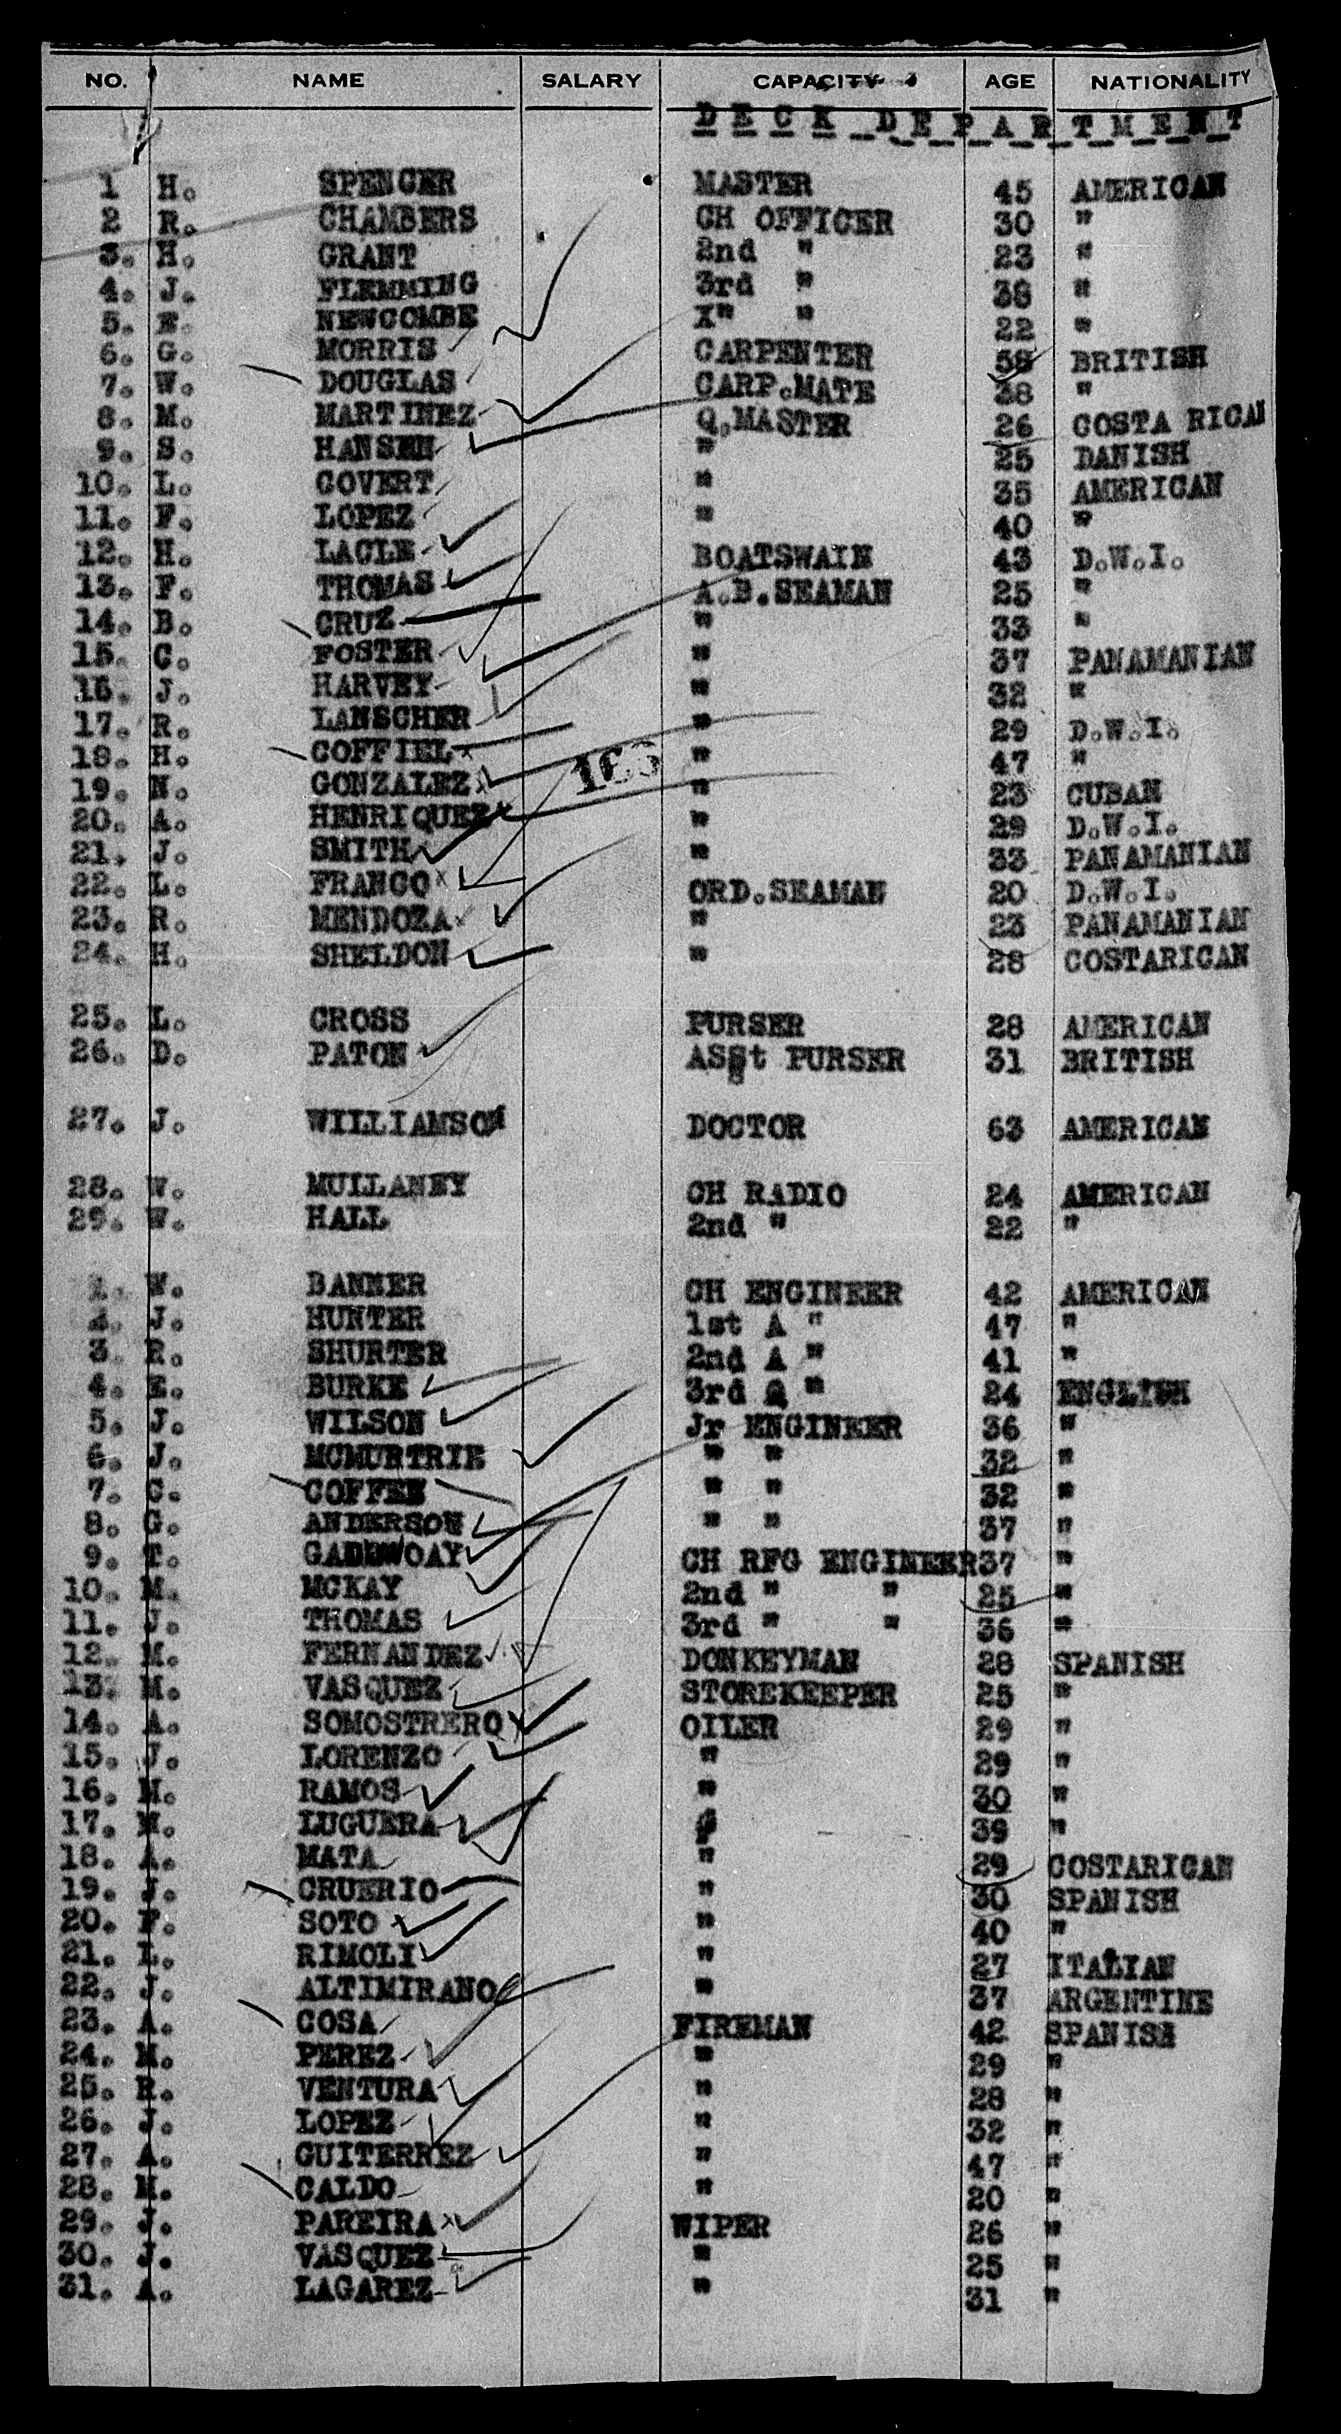 NO. NAME SALARY CAPACITY AGE NATIONALITY
DECK DEPARTMENT
1 H. SPENCER MASTER 45 AMERICAN
2 R. CHAMBERS CH OFFICER 30 "
3. H. GRANT 2nd " 23 "
4. J. FLEMMING 3rd " 38 "
5. E. NEWCOMBE X" " 22 "
6. G. MORRIS CARPENTER 58 BRITISH
7. W. DOUGLAS CARP.MATE 38 "
8. M. MARTINEZ Q.MASTER 26 COSTA RICAN
9. S. HANSEN " 25 DANISH
10. L. COVERT " 35 AMERICAN
11. F. LOPEZ " 40 "
12. H. LACLE BOATSWAIN 43 D.W.I.
13. F. THOMAS A.B.SEAMAN 25 "
14. B. CRUZ " 33 "
15. C. FOSTER " 37 PANAMANIAN
16. J. HARVEY " 32 "
17. R. LANSCHER " 29 D.W.I.
18. H. COFFIEL " 47 "
19. N. GONZALEZ " 23 CUBAN
20. A. HENRIQUEZ " 29 D.W.I.
21. J. SMITH " 33 PANAMANIAN
22. L. FRANCO ORD.SEAMAN 20 D.W.I.
23. R. MENDOZA " 23 PANAMANIAN
24. H. SHELDON " 28 COSTARICAN
25. L. CROSS PURSER 28 AMERICAN
26. D. PATON ASSt PURSER 31 BRITISH
27. J. WILLIAMSON DOCTOR 63 AMERICAN
28. W. MULLANEY CH RADIO 24 AMERICAN
29. W. HALL 2nd " 22 "
1. W. BANMER CH ENGINEER 42 AMERICAN
2. J. HUNTER 1st A " 47 "
3. R. SHURTER 2nd A " 41 "
4. E. BURKE 3rd A " 24 ENGLISH
5. J. WILSON Jr ENGINEER 36 "
6. J. MCMURTRIE " " 32 "
7. C. COFFEE " " 32 "
8. G. ANDERSON " " 37 "
9. T. GADEWOAY CH RFG ENGINEER 37 "
10. M. MCKAY 2nd " " 25 "
11. J. THOMAS 3rd " " 36 "
12. M. FERNANDEZ DONKEYMAN 28 SPANISH
13. M. VASQUEZ STOREKEEPER 25 "
14. A. SOMOSTRERO OILER 29 "
15. J. LORENZO " 29 "
16. M. RAMOS " 30 "
17. M. LUGUERA " 39 "
18. A. MATA " 29 COSTARICAN
19. J. CRUERIO " 30 SPANISH
20. F. SOTO " 40 "
21. L. RIMOLI " 27 ITALIAN
22. J. ALTIMIRANO " 37 ARGENTINE
23. A. COSA FIREMAN 42 SPANISH
24. M. PEREZ " 29 "
25. R. VENTURA " 28 "
26. J. LOPEZ " 32 "
27. A. GUITERREZ " 47 "
28. M. CALDO " 20 "
29. J. PAREIRA WIPER 26 "
30. J. VASQUEZ " 25 "
31. A. LAGAREZ " 31 "